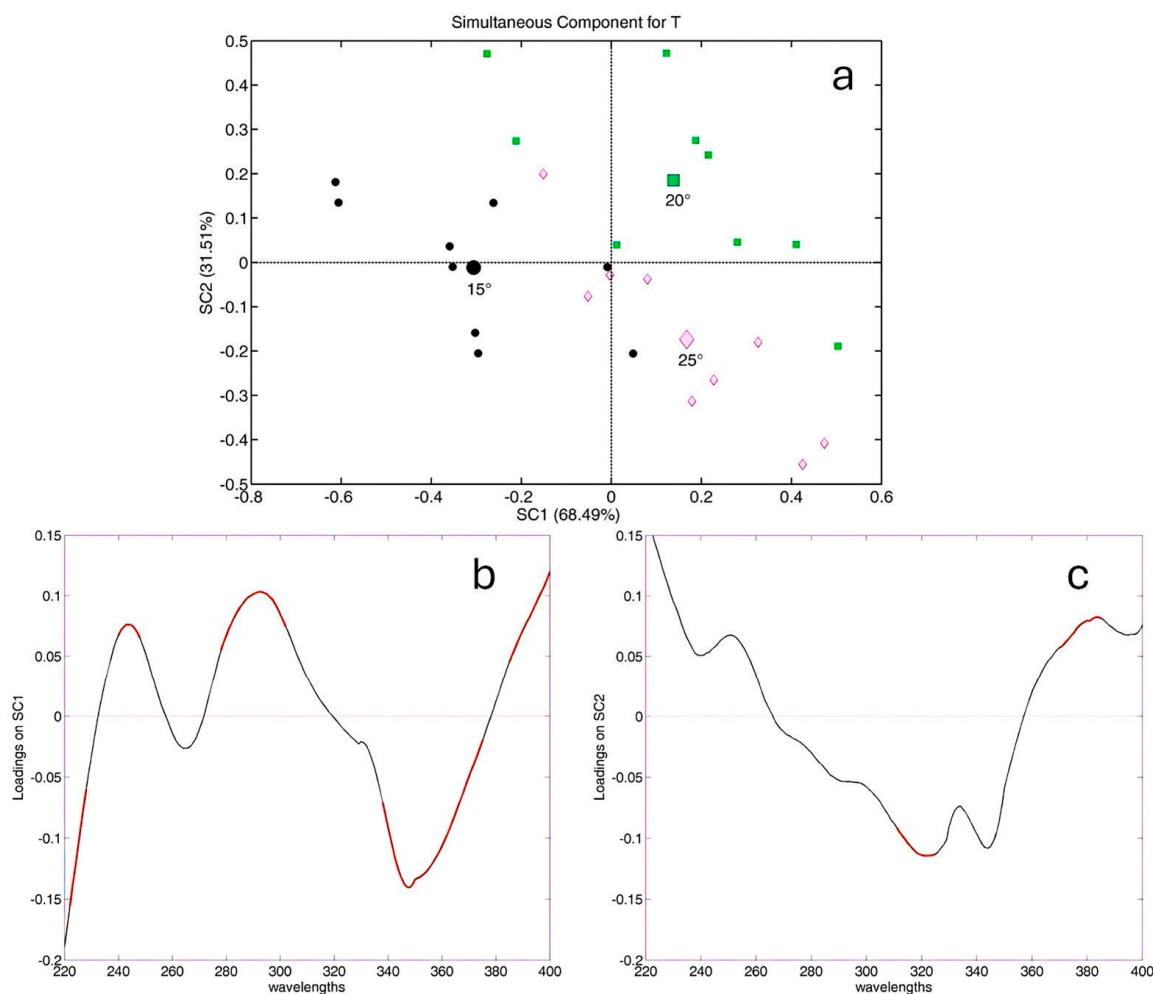 Simultaneous Component for T
a
0.5
0.4
0.3
0.2
0.1
0
-0.1
-0.2
-0.3
-0.4
-0.5
SC2 (31.51%)
20°
15°
25°
-0.8 -0.6 -0.4 -0.2 0 0.2 0.4 0.6
SC1 (68.49%)
b
0.15
0.1
0.05
0
-0.05
-0.1
-0.15
-0.2
Loadings on SC1
220 240 260 280 300 320 340 360 380 400
wavelengths
c
0.15
0.1
0.05
0
-0.05
-0.1
-0.15
-0.2
Loadings on SC2
220 240 260 280 300 320 340 360 380 400
wavelengths